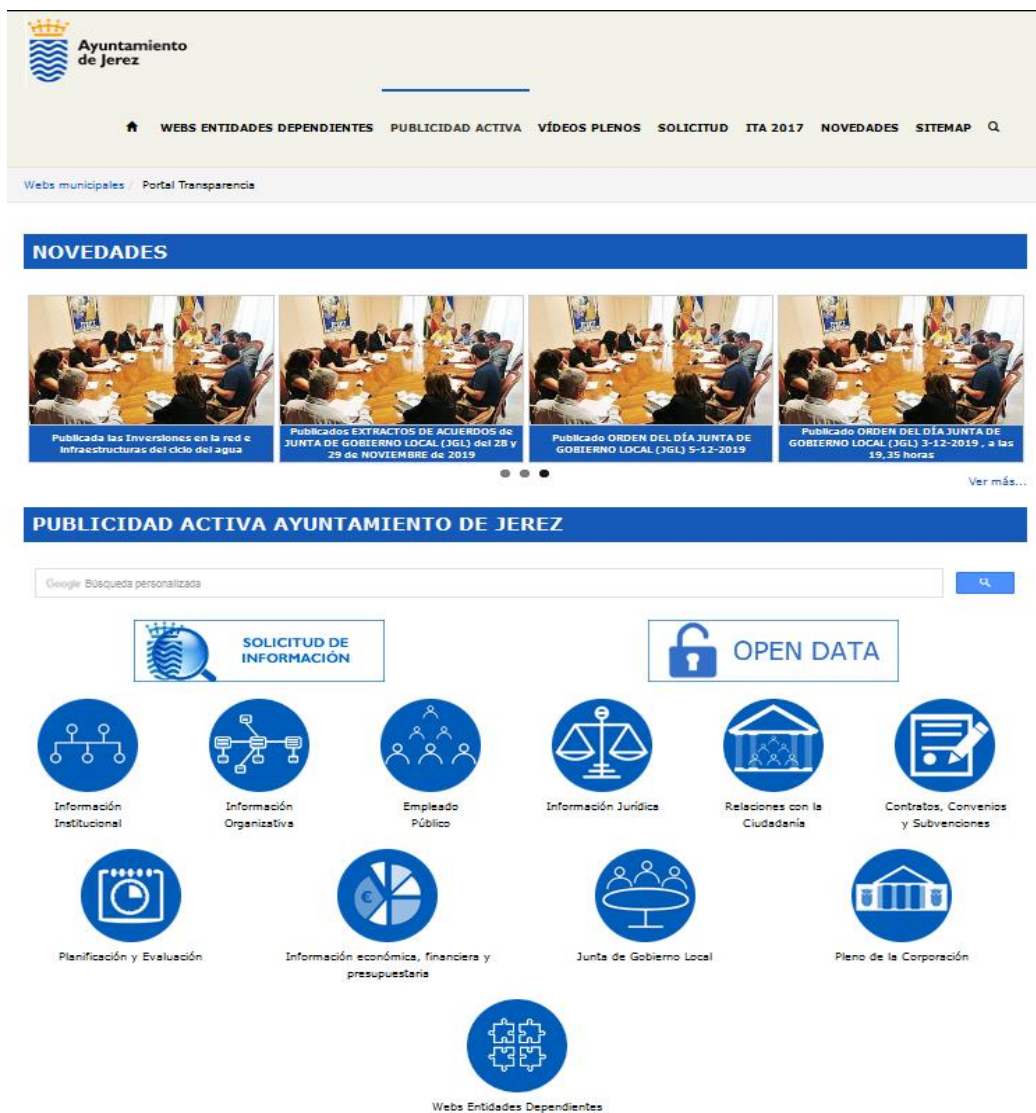 Ayuntamiento
de Jerez
WEBS ENTIDADES DEPENDIENTES PUBLICIDAD ACTIVA VÍDEOS PLENOS SOLICITUD ITA 2017 NOVEDADES SITEMAP
Webs municipales / Portal Transparencia
NOVEDADES
Publicada las Inversiones en la red e
infraestructuras del ciclo del agua
Publicados EXTRACTOS DE ACUERDOS de
JUNTA DE GOBIERNO LOCAL (JGL) del 28 y
29 de NOVIEMBRE de 2019
Publicado ORDEN DEL DÍA JUNTA DE
GOBIERNO LOCAL (JGL) 5-12-2019
Publicado ORDEN DEL DÍA JUNTA DE
GOBIERNO LOCAL (JGL) 3-12-2019 , a las
19,35 horas
Ver más...
PUBLICIDAD ACTIVA AYUNTAMIENTO DE JEREZ
Google Búsqueda personalizada
SOLICITUD DE
INFORMACIÓN
OPEN DATA
Información
Institucional
Información
Organizativa
Empleado
Público
Información Jurídica
Relaciones con la
Ciudadanía
Contratos, Convenios
y Subvenciones
Planificación y Evaluación
€
Información económica, financiera y
presupuestaria
Junta de Gobierno Local
Pleno de la Corporación
Webs Entidades Dependientes